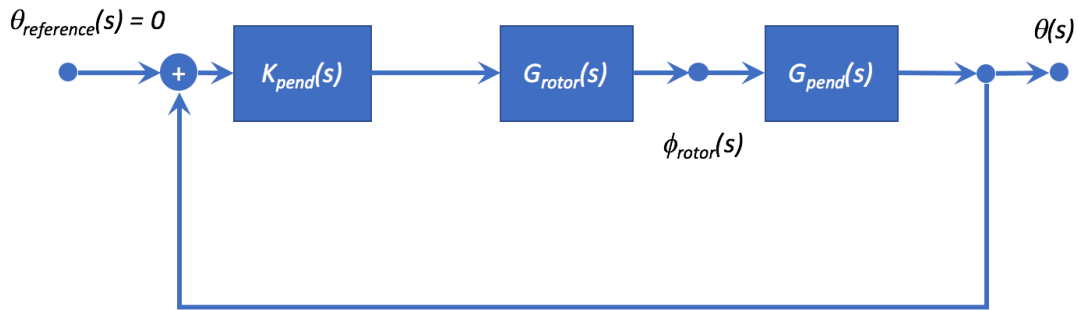 θreference(s) = 0
θ(s)
+
Kpend(s)
Grotor(s)
Gpend(s)
ϕrotor(s)